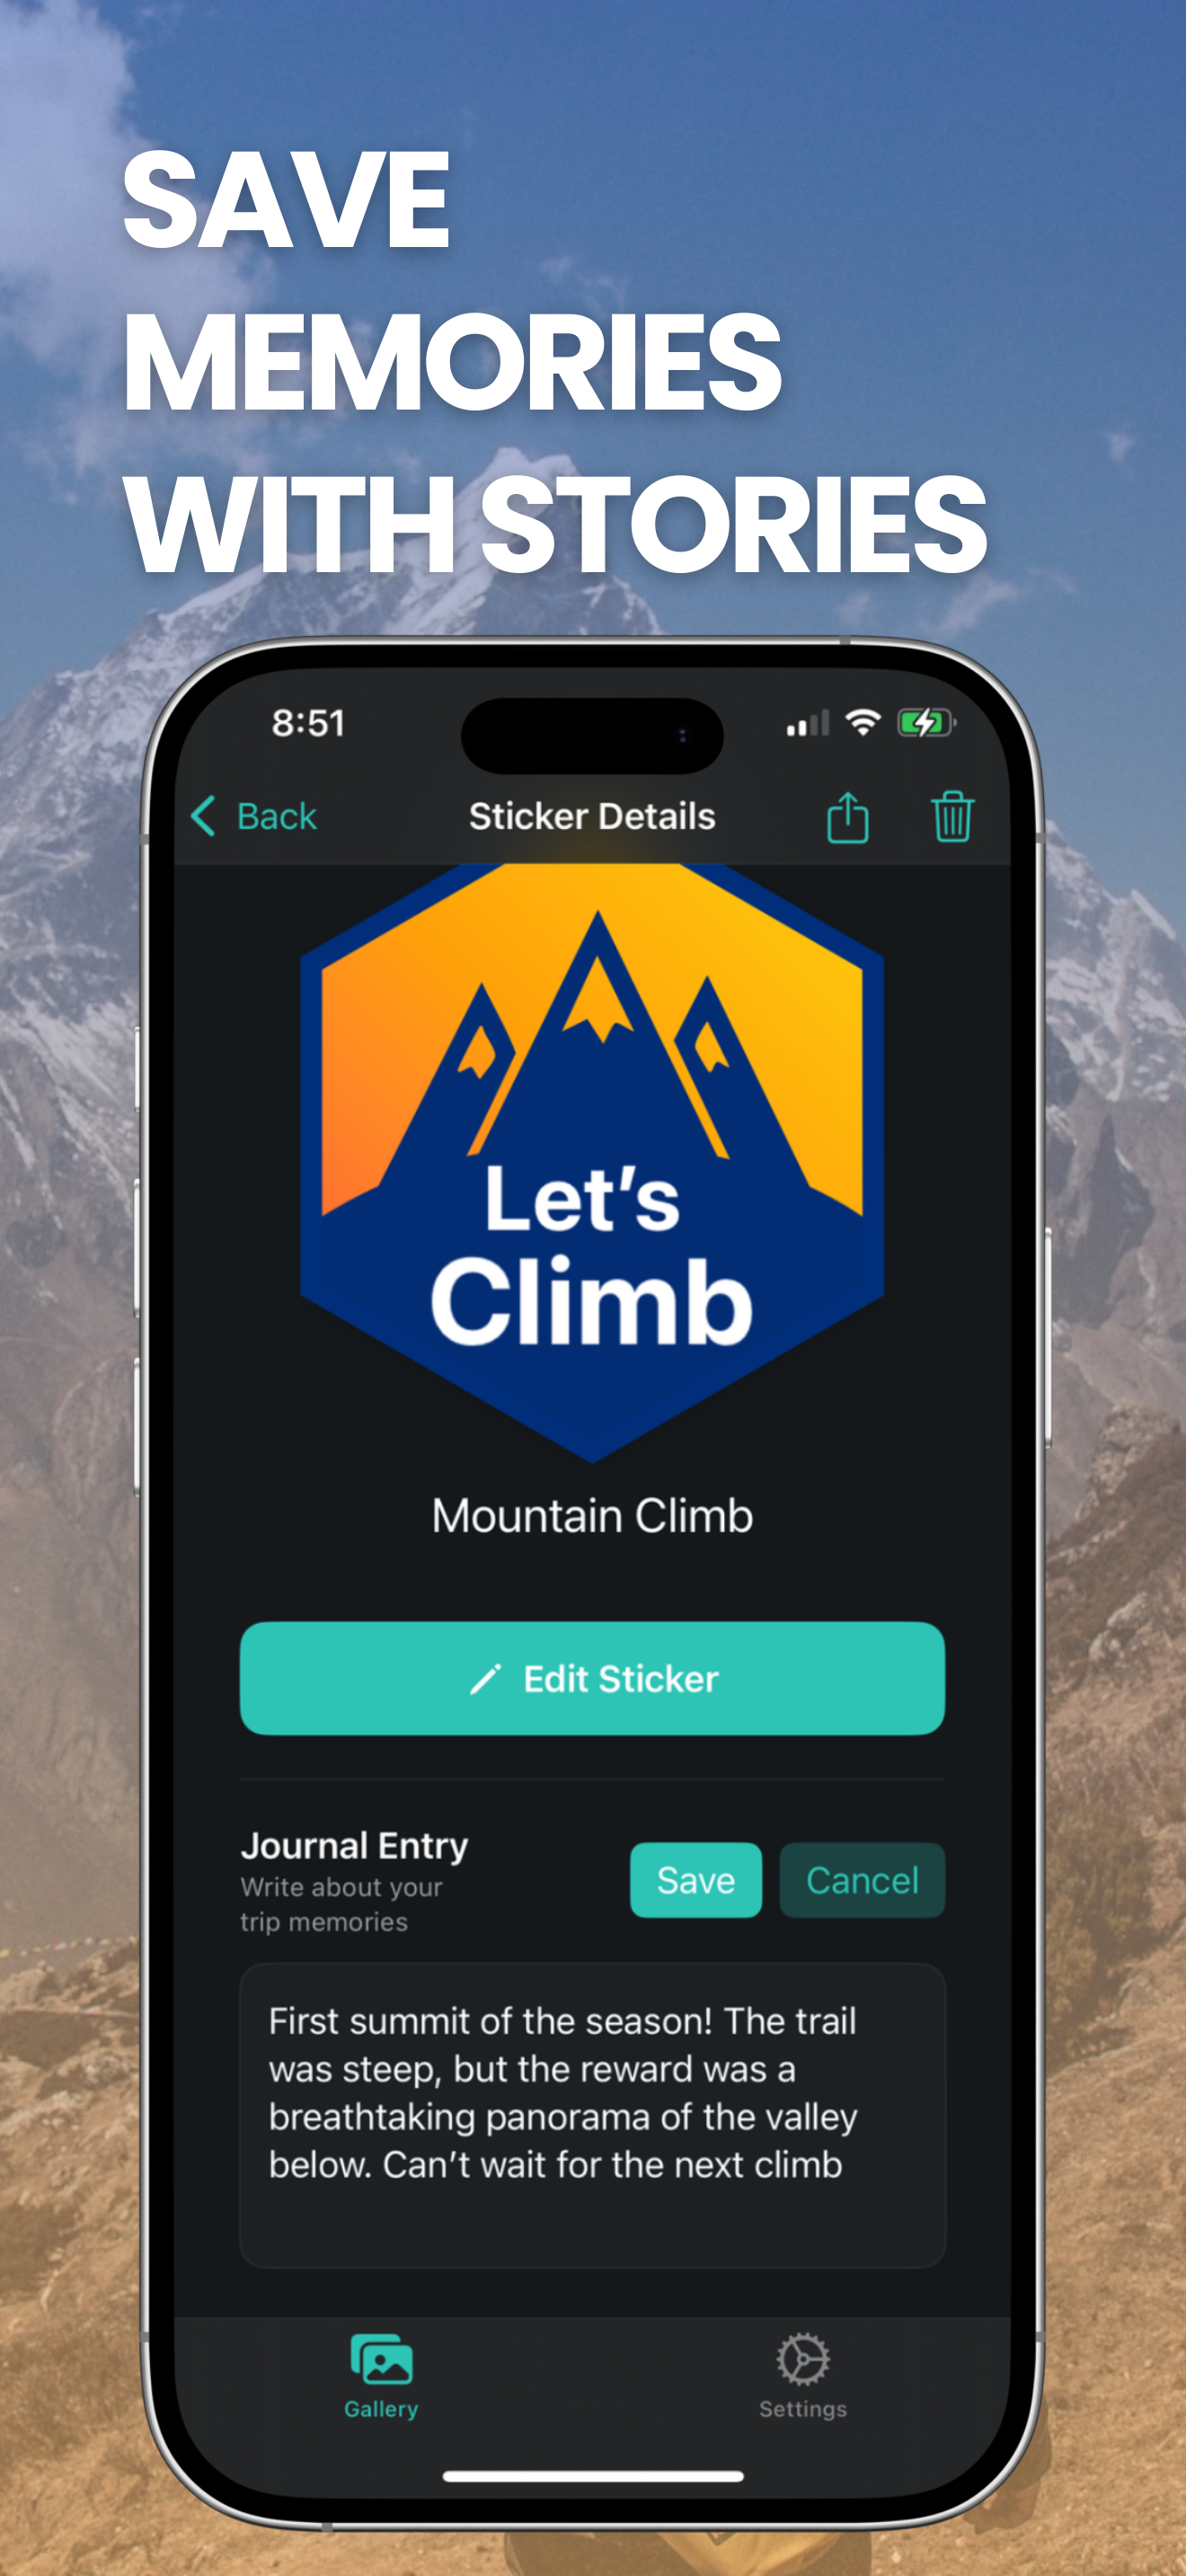 SAVE
MEMORIES
WITH STORIES
8:51
Back
Sticker Details
Let’s
Climb
Mountain Climb
Edit Sticker
Journal Entry
Write about your
trip memories
Save
Cancel
First summit of the season! The trail
was steep, but the reward was a
breathtaking panorama of the valley
below. Can’t wait for the next climb
Gallery
Settings